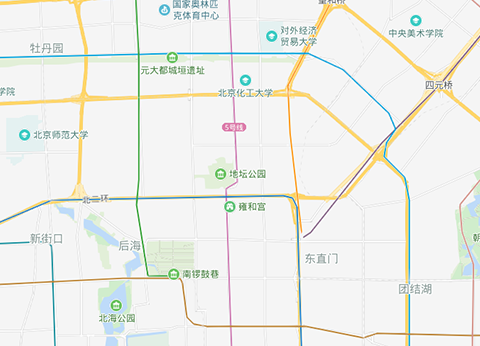 国家奥林匹
克体育中心
重和桥
对外经济
贸易大学
中央美术学院
牡丹园
元大都城垣遗址
四元桥
学院
北京化工大学
5号线
北京师范大学
地坛公园
北二环
雍和宫
新街口
后海
朝
东直门
南锣鼓巷
团结湖
北海公园